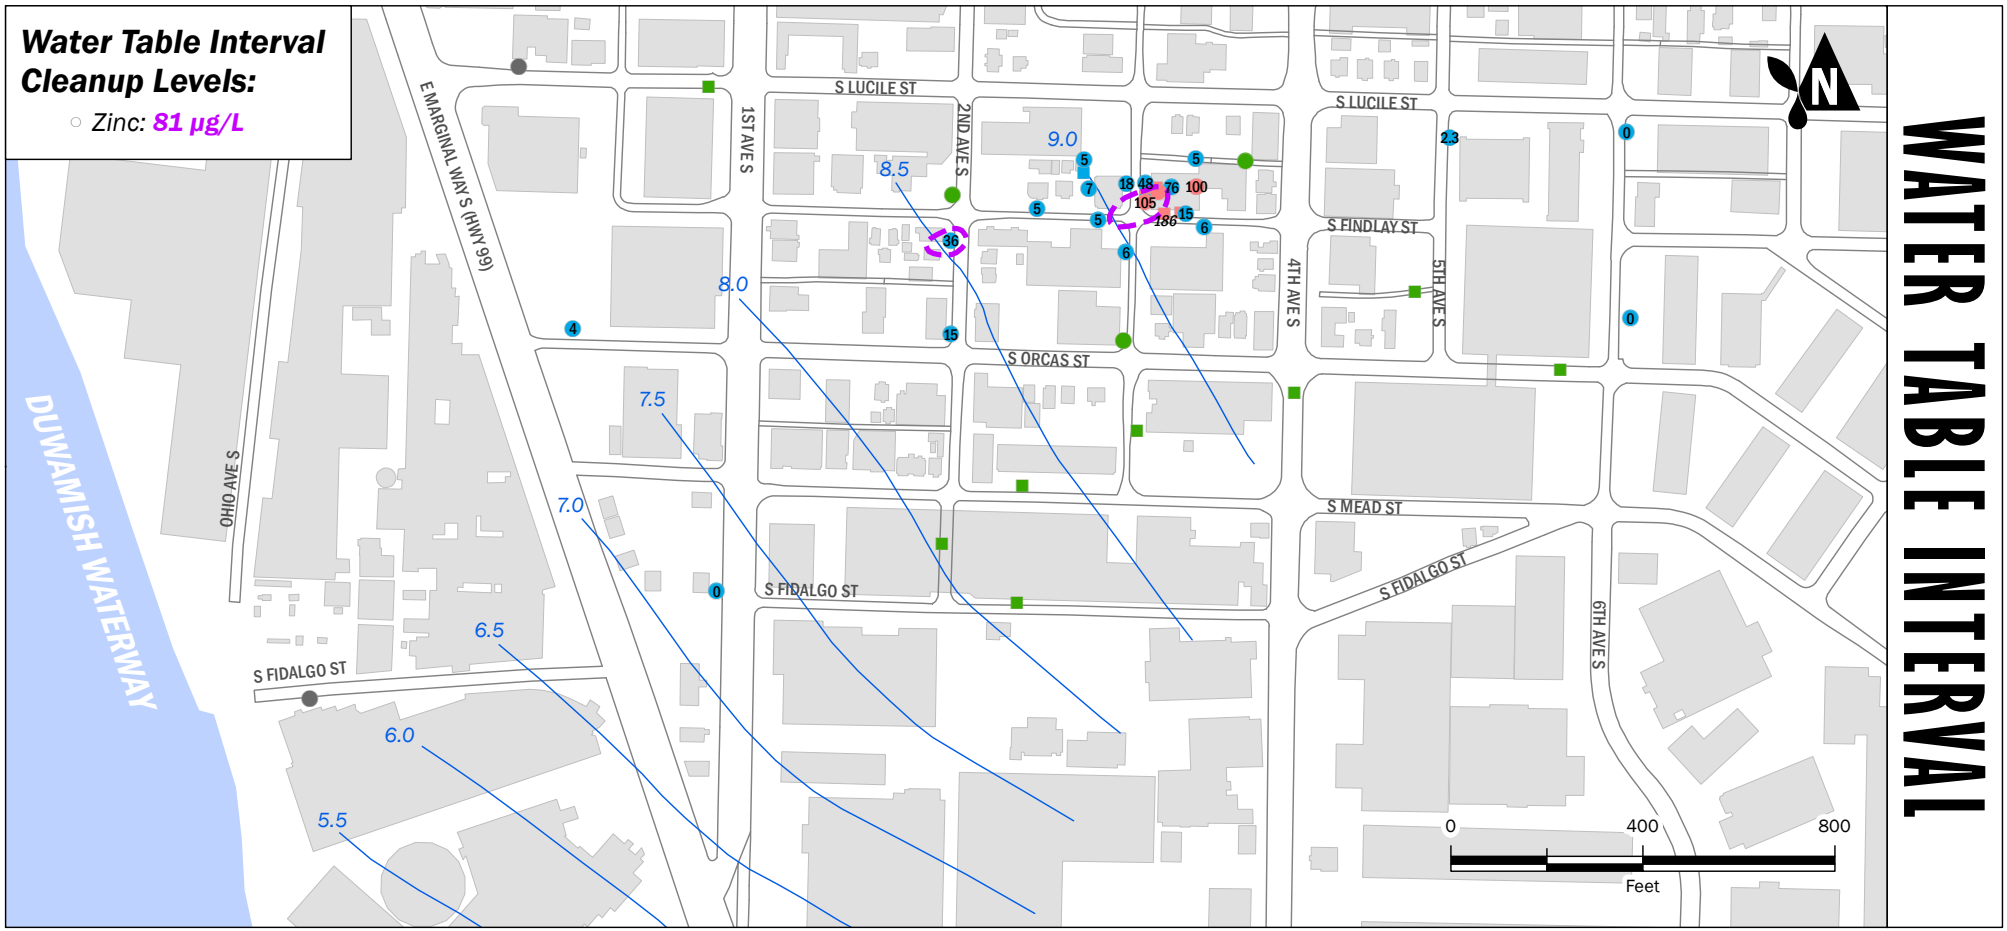 Water Table Interval
Cleanup Levels:
Zinc: 81 µg/L
N
WATER TABLE INTERVAL
E MARGINAL WAY S (HWY 99)
S LUCILE ST
S LUCILE ST
1ST AVE S
2ND AVE S
9.0
8.5
2.3
0
5
5
7
18
48
76
100
105
186
15
5
5
6
6
36
S FINDLAY ST
4TH AVE S
5TH AVE S
8.0
4
15
0
S ORCAS ST
7.5
DUWAMISH WATERWAY
OHIO AVE S
7.0
S MEAD ST
S FIDALGO ST
0
S FIDALGO ST
6TH AVE S
6.5
S FIDALGO ST
6.0
5.5
0
400
800
Feet